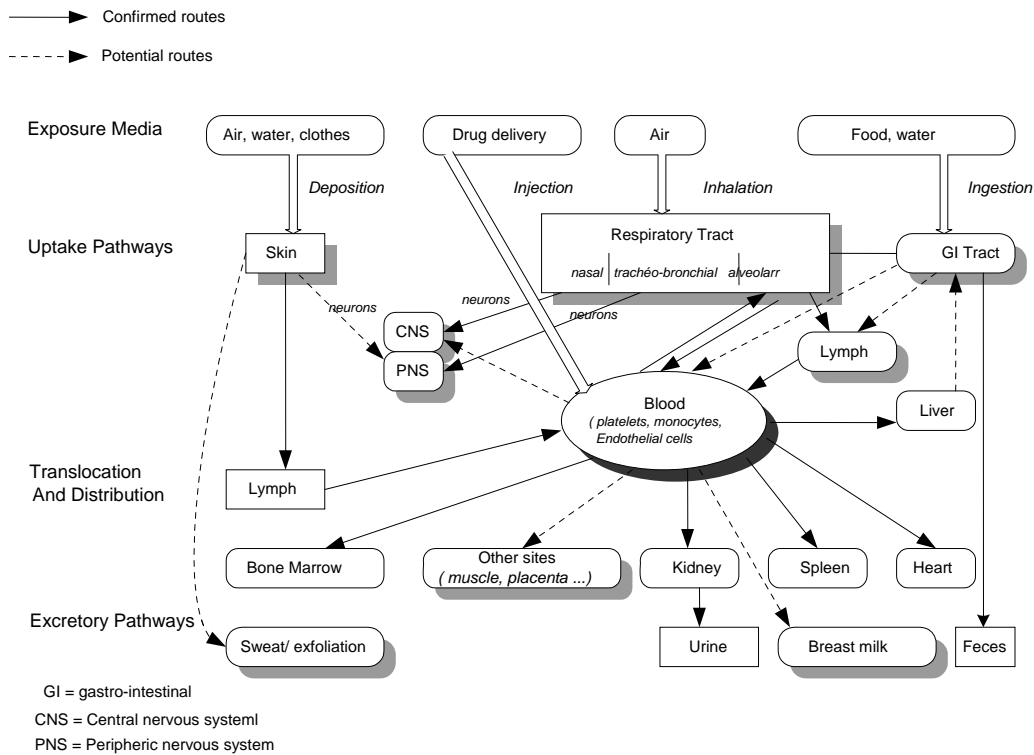 Confirmed routes
Potential routes
Exposure Media
Air, water, clothes
Drug delivery
Air
Food, water
Deposition
Injection
Inhalation
Ingestion
Uptake Pathways
Skin
Respiratory Tract
nasal
trachéo-bronchial
alveolarr
GI Tract
neurons
neurons
neurons
CNS
PNS
Lymph
Blood
( platelets, monocytes,
Endothelial cells
Liver
Translocation
And Distribution
Lymph
Bone Marrow
Other sites
( muscle, placenta ...)
Kidney
Spleen
Heart
Excretory Pathways
Sweat/ exfoliation
Urine
Breast milk
Feces
GI = gastro-intestinal
CNS = Central nervous systeml
PNS = Peripheric nervous system